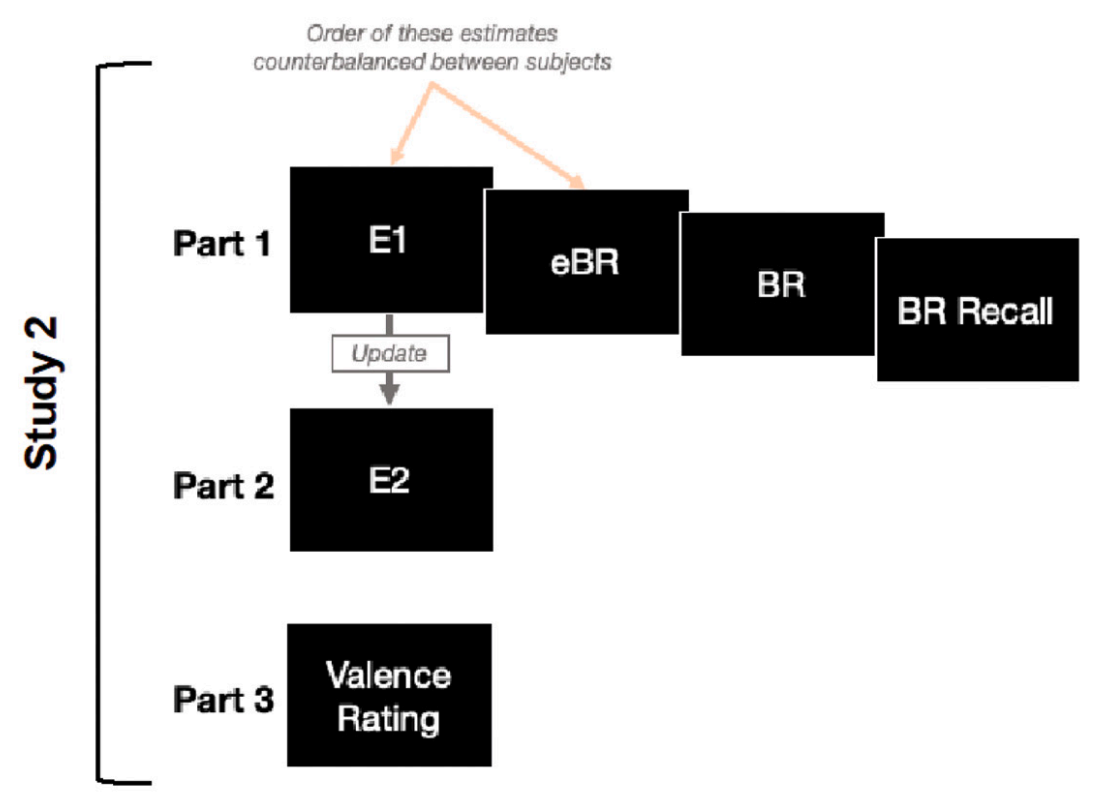 Order of these estimates
counterbalanced between subjects
Study 2
Part 1
E1
eBR
BR
BR Recall
Update
Part 2
E2
Part 3
Valence
Rating